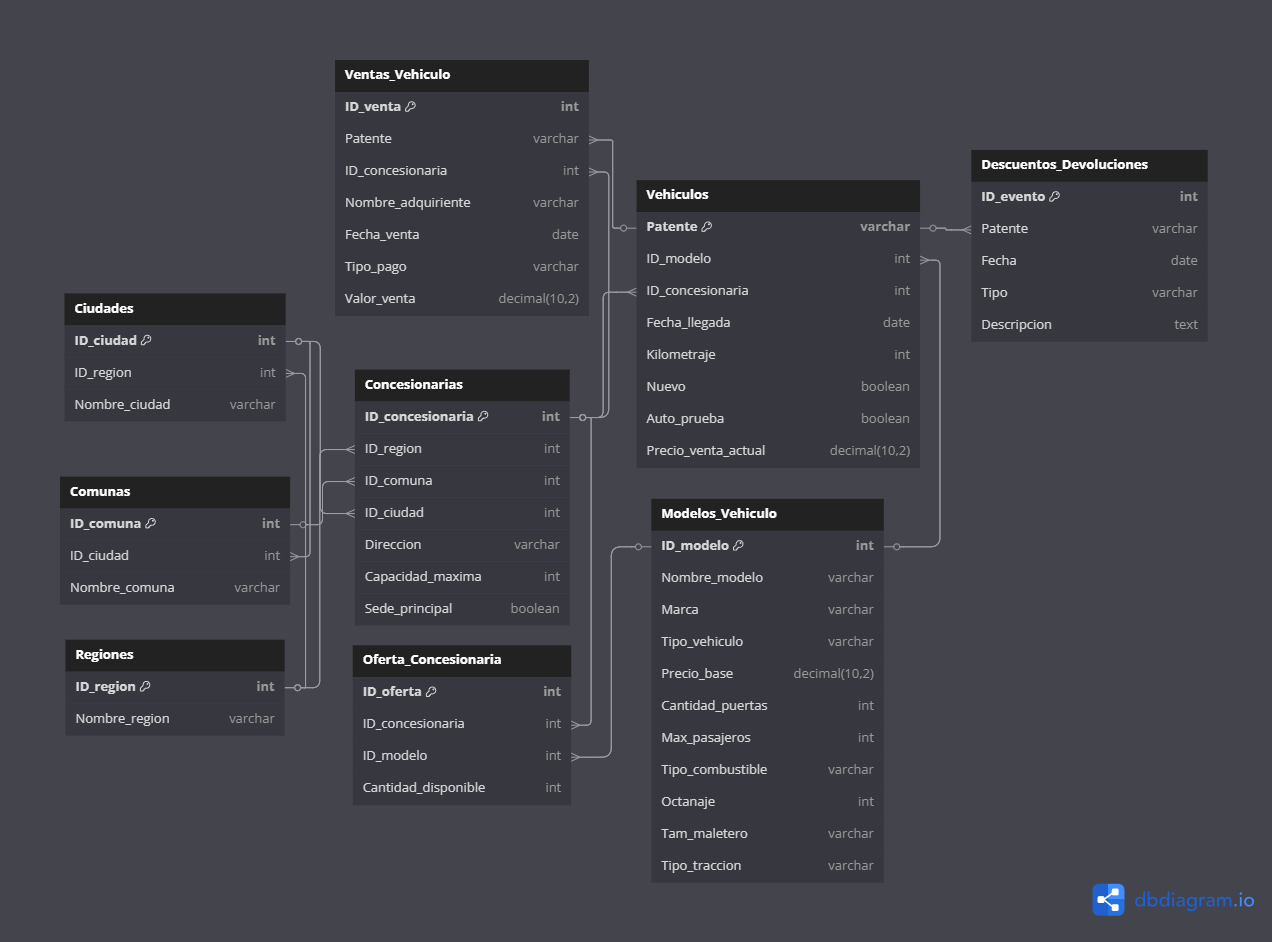 Ventas_Vehiculo
ID_venta int
Patente varchar
ID_concesionaria int
Nombre_adquiriente varchar
Fecha_venta date
Tipo_pago varchar
Valor_venta decimal(10,2)
Vehiculos
Patente varchar
ID_modelo int
ID_concesionaria int
Fecha_llegada date
Kilometraje int
Nuevo boolean
Auto_prueba boolean
Precio_venta_actual decimal(10,2)
Descuentos_Devoluciones
ID_evento int
Patente varchar
Fecha date
Tipo varchar
Descripcion text
Ciudades
ID_ciudad int
ID_region int
Nombre_ciudad varchar
Concesionarias
ID_concesionaria int
ID_region int
ID_comuna int
ID_ciudad int
Direccion varchar
Capacidad_maxima int
Sede_principal boolean
Comunas
ID_comuna int
ID_ciudad int
Nombre_comuna varchar
Regiones
ID_region int
Nombre_region varchar
Oferta_Concesionaria
ID_oferta int
ID_concesionaria int
ID_modelo int
Cantidad_disponible int
Modelos_Vehiculo
ID_modelo int
Nombre_modelo varchar
Marca varchar
Tipo_vehiculo varchar
Precio_base decimal(10,2)
Cantidad_puertas int
Max_pasajeros int
Tipo_combustible varchar
Octanaje int
Tam_maletero varchar
Tipo_traccion varchar
dbdiagram.io